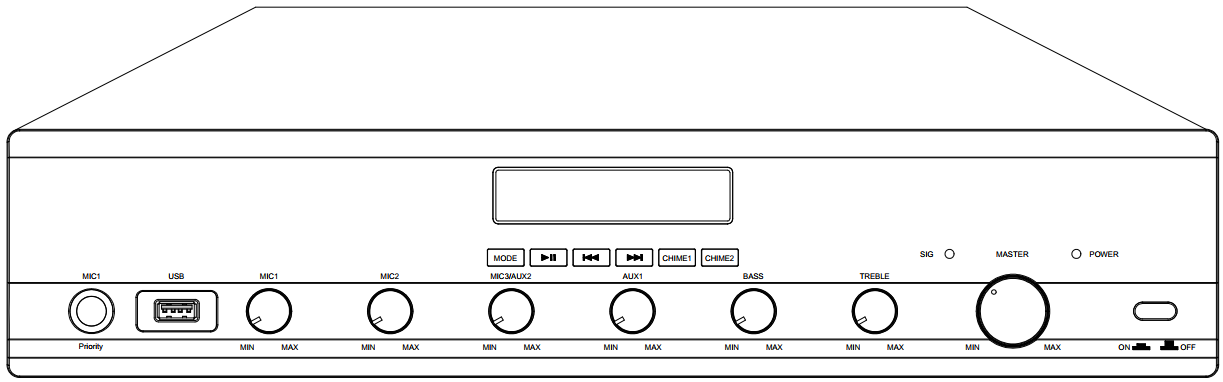 MODE CHIME1 CHIME2
SIG MASTER POWER
MIC1 USB MIC1 MIC2 MIC3/AUX2 AUX1 BASS TREBLE
Priority MIN MAX MIN MAX MIN MAX MIN MAX MIN MAX MIN MAX MIN MAX ON OFF